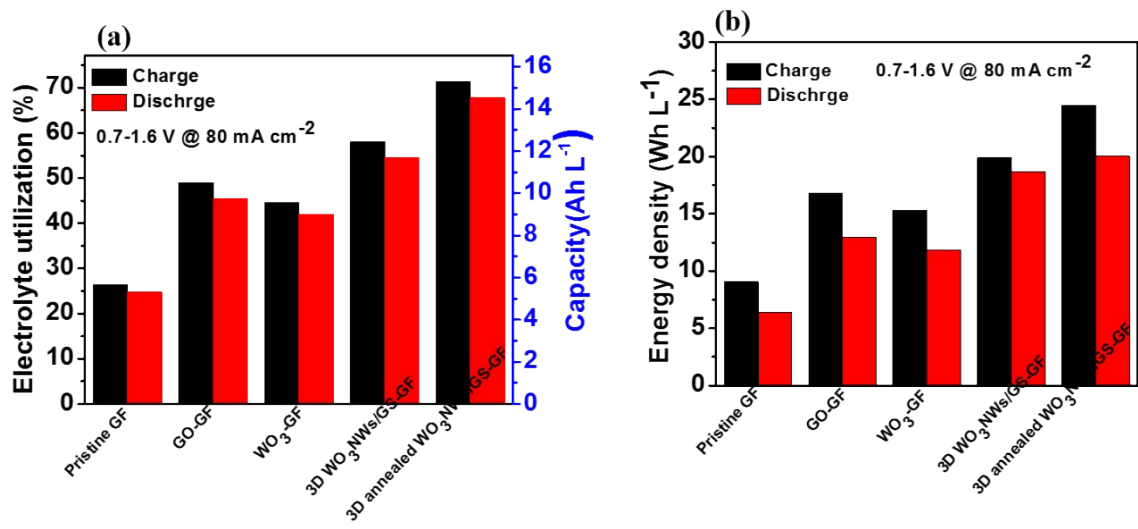 (a)
Charge
Dischrge
0.7-1.6 V @ 80 mA cm-2
Electrolyte utilization (%)
70
60
50
40
30
20
10
0
16
14
12
10
8
6
4
2
0
Capacity(Ah L-1)
Pristine GF
GO-GF
WO3-GF
3D WO3NWs/GS-GF
3D annealed WO3NWs/GS-GF
(b)
Charge
0.7-1.6 V @ 80 mA cm-2
Dischrge
Energy density (Wh L-1)
30
25
20
15
10
5
0
Pristine GF
GO-GF
WO3-GF
3D WO3NWs/GS-GF
3D annealed WO3NWs/GS-GF